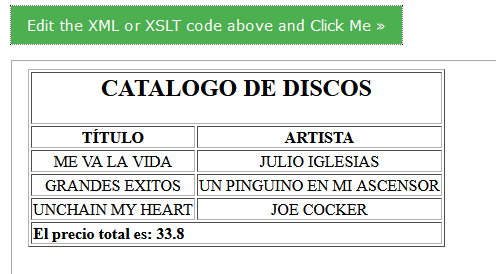 Edit the XML or XSLT code above and Click Me »
CATALOGO DE DISCOS
TÍTULO ARTISTA
ME VA LA VIDA JULIO IGLESIAS
GRANDES EXITOS UN PINGUINO EN MI ASCENSOR
UNCHAIN MY HEART JOE COCKER
El precio total es: 33.8